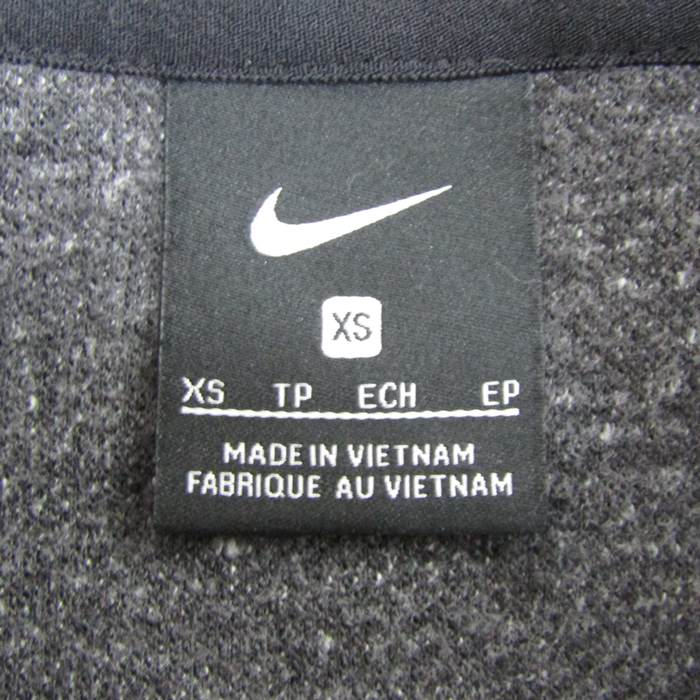 XS
XS TP ECH EP
MADE IN VIETNAM
FABRIQUE AU VIETNAM